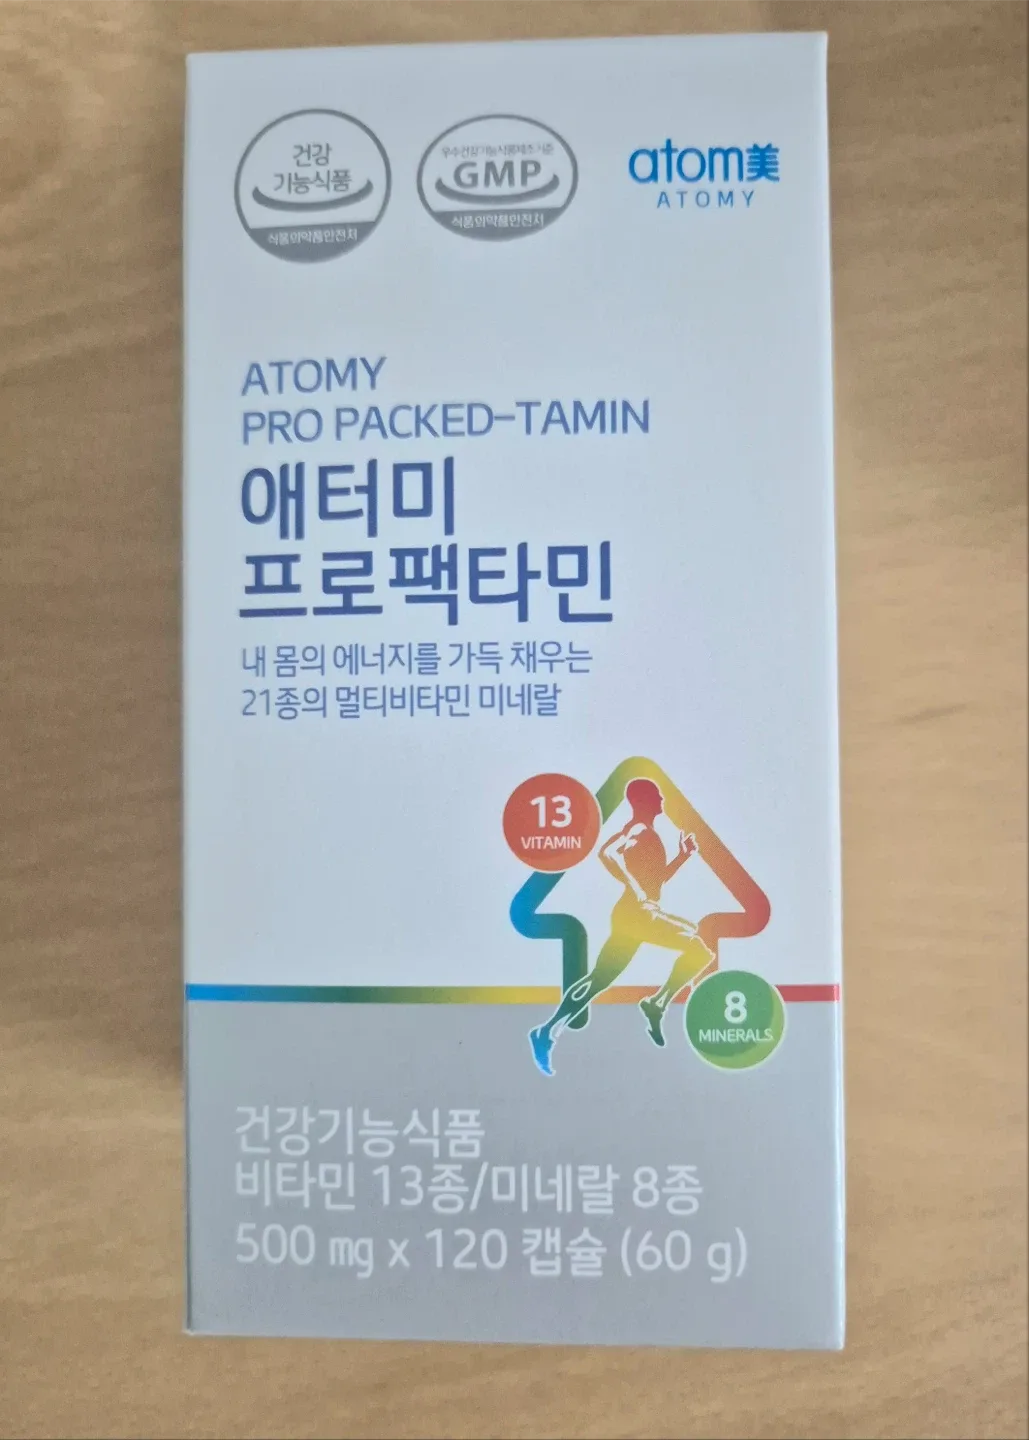 건강
기능식품
식품의약품안전처
우수건강기능식품제조기준
GMP
식품의약품안전처
atom美
ATOMY
ATOMY
PRO PACKED-TAMIN
애터미
프로팩타민
내 몸의 에너지를 가득 채우는
21종의 멀티비타민 미네랄
13
VITAMIN
8
MINERALS
건강기능식품
비타민 13종/미네랄 8종
500 mg x 120 캡슐 (60 g)